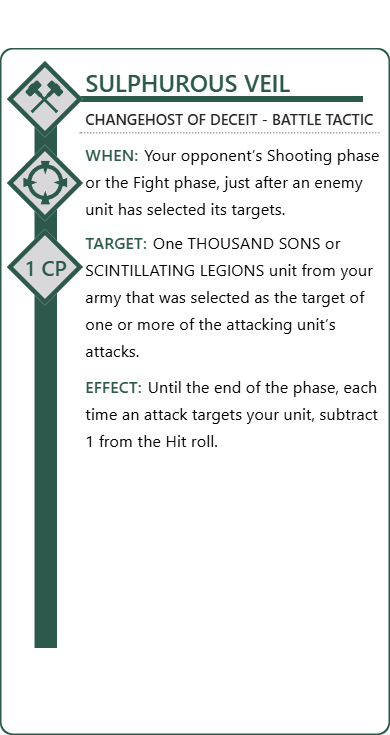 SULPHUROUS VEIL
CHANGEHOST OF DECEIT - BATTLE TACTIC
WHEN: Your opponent's Shooting phase
or the Fight phase, just after an enemy
unit has selected its targets.
TARGET: One THOUSAND SONS or
1 CP
SCINTILLATING LEGIONS unit from your
army that was selected as the target of
one or more of the attacking unit's
attacks.
EFFECT: Until the end of the phase, each
time an attack targets your unit, subtract
1 from the Hit roll.